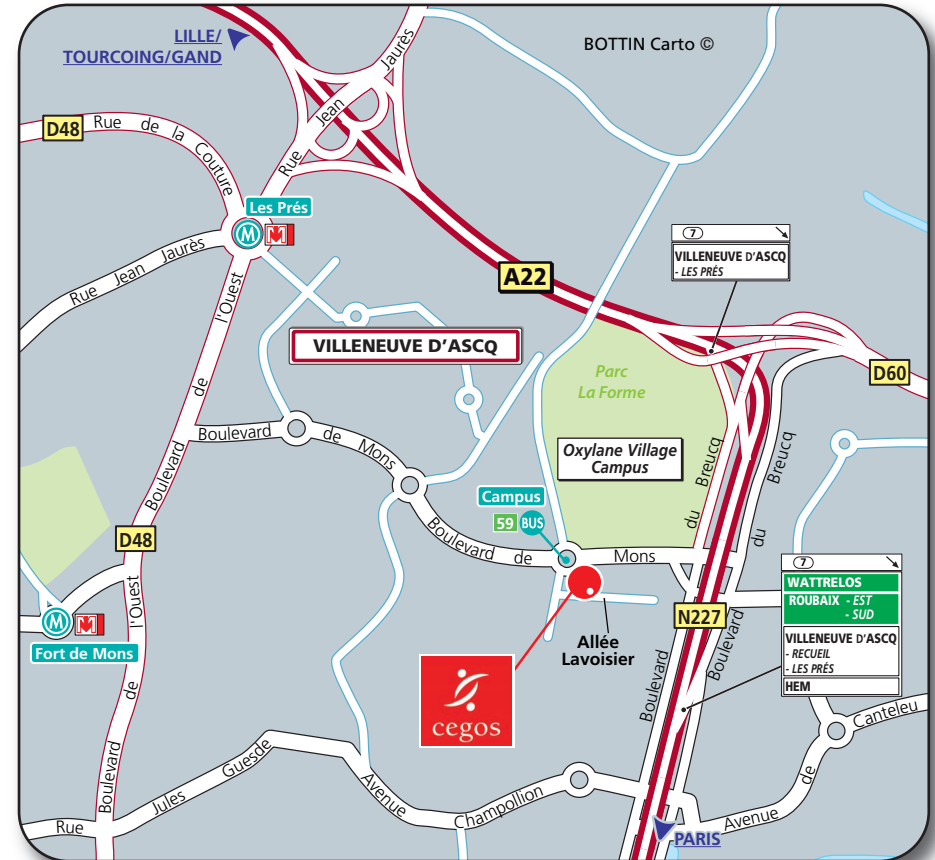 LILLE/
TOURCOING/GAND
BOTTIN Carto ©
Rue Jean Jaurès
D48
Rue de la Couture
Les Prés
M
Rue Jean Jaurès
Boulevard de l'Ouest
A22
7
VILLENEUVE D'ASCQ
- LES PRÉS
VILLENEUVE D'ASCQ
Parc
La Forme
D60
Oxylane Village
Campus
Boulevard de Mons
Boulevard du Breucq
Boulevard du Breucq
Campus
59 BUS
Boulevard de Mons
D48
Allée
Lavoisier
N227
7
WATTRELOS
ROUBAIX - EST
- SUD
VILLENEUVE D'ASCQ
- RECUEIL
- LES PRÉS
HEM
M
Fort de Mons
Boulevard de l'Ouest
cegos
Rue Jules Guesde
Avenue Champollion
Avenue de Canteleu
PARIS